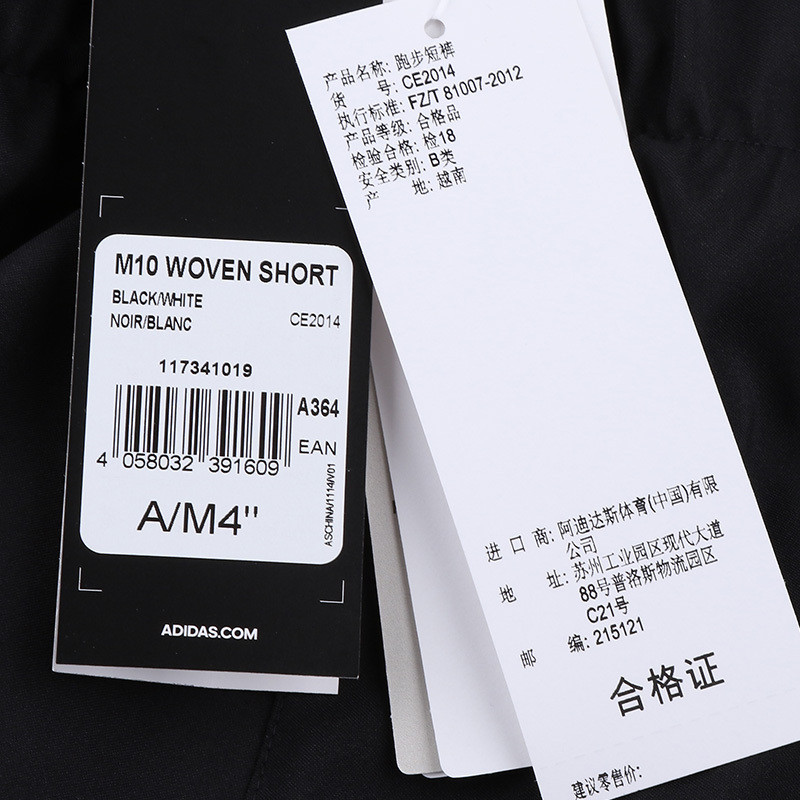 M10 WOVEN SHORT
BLACK/WHITE
NOIR/BLANC CE2014
117341019
A364
EAN
4 058032 391609
A/M4"
ASCHINA/1114/V01
ADIDAS.COM
产品名称: 跑步短裤
货 号: CE2014
执行标准: FZ/T 81007-2012
产品等级: 合格品
检验合格: 检18
安全类别: B类
产 地: 越南
进 口 商: 阿迪达斯体育(中国)有限
公司
地 址: 苏州工业园区现代大道
88号普洛斯物流园区
C21号
邮 编: 215121
合格证
建议零售价: